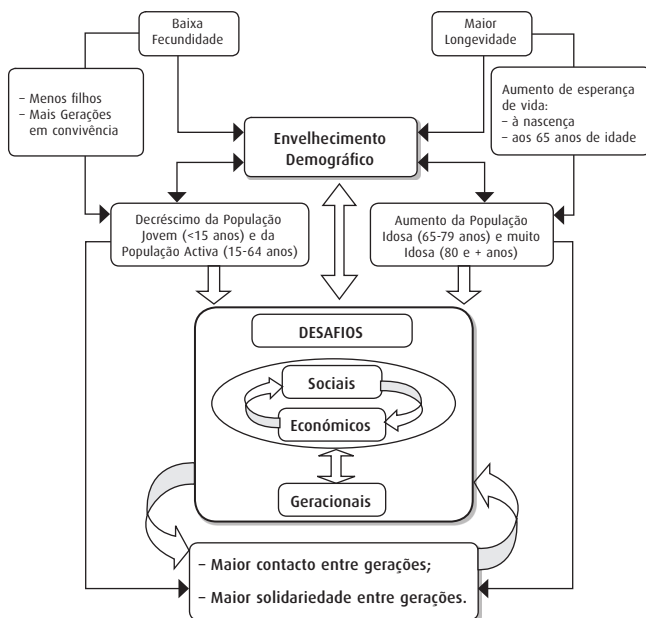 Baixa
Fecundidade
Maior
Longevidade
– Menos filhos
– Mais Gerações
em convivência
Aumento de esperança
de vida:
– à nascença
– aos 65 anos de idade
Envelhecimento
Demográfico
Decréscimo da População
Jovem (<15 anos) e da
População Activa (15-64 anos)
Aumento da População
Idosa (65-79 anos) e muito
Idosa (80 e + anos)
DESAFIOS
Sociais
Económicos
Geracionais
– Maior contacto entre gerações;
– Maior solidariedade entre gerações.